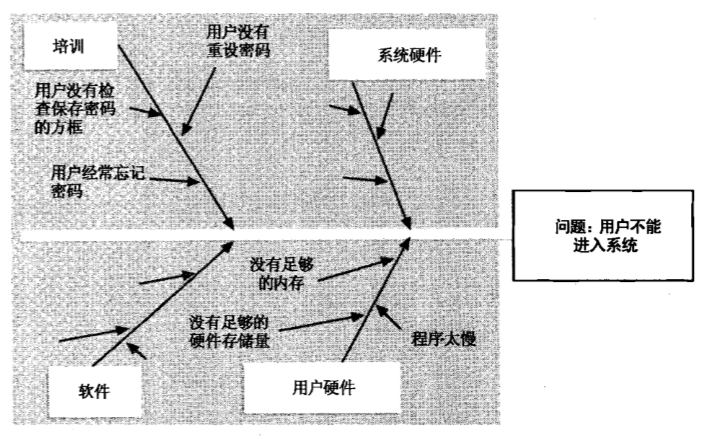 培训
用户没有
重设密码
系统硬件
用户没有检
查保存密码
的方框
用户经常忘记
密码
问题：用户不能
进入系统
没有足够
的内存
没有足够的
硬件存储量
程序太慢
软件
用户硬件